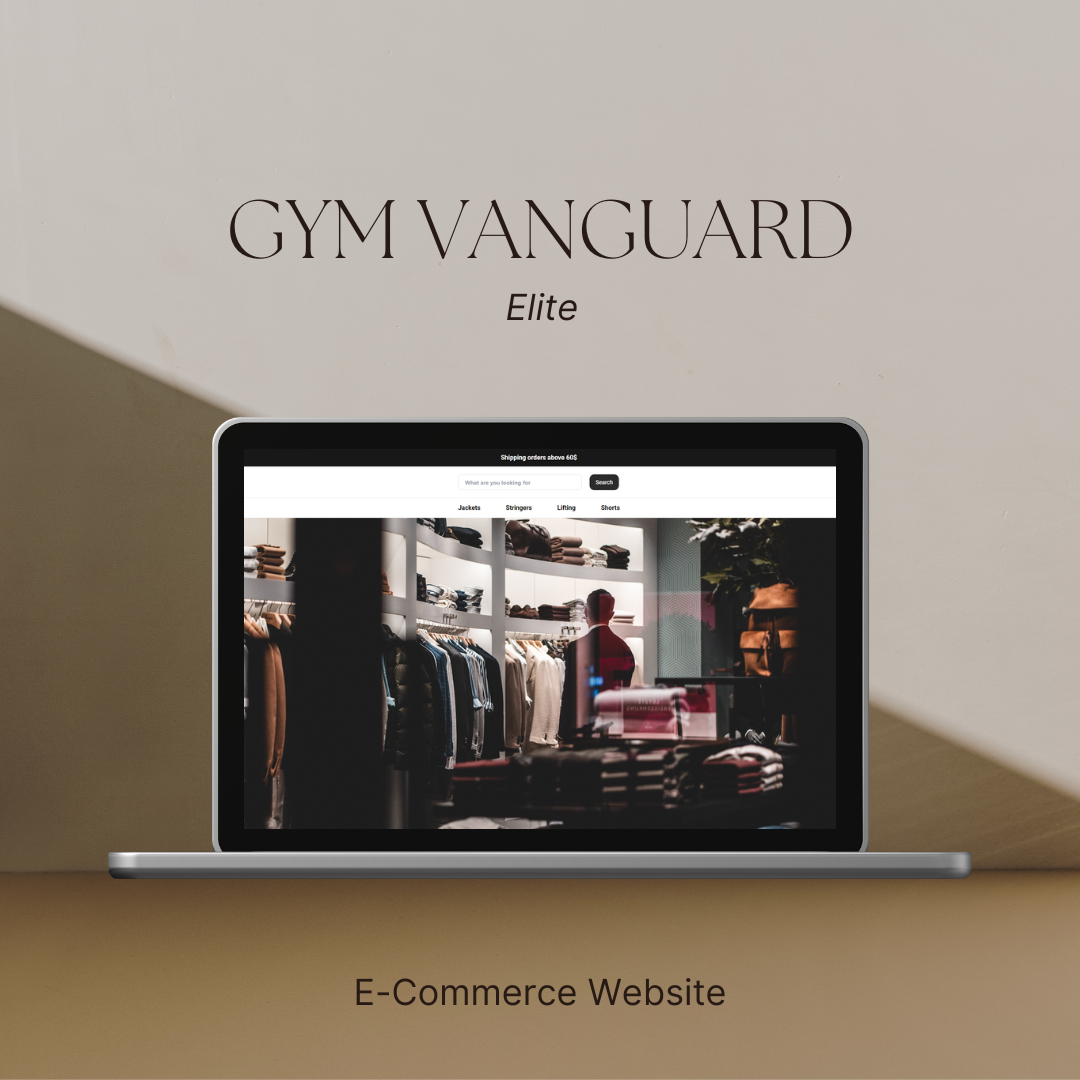 GYM VANGUARD
Elite
Shipping orders above 60$
What are you looking for
Search
Jackets Stringers Lifting Shorts
E-Commerce Website